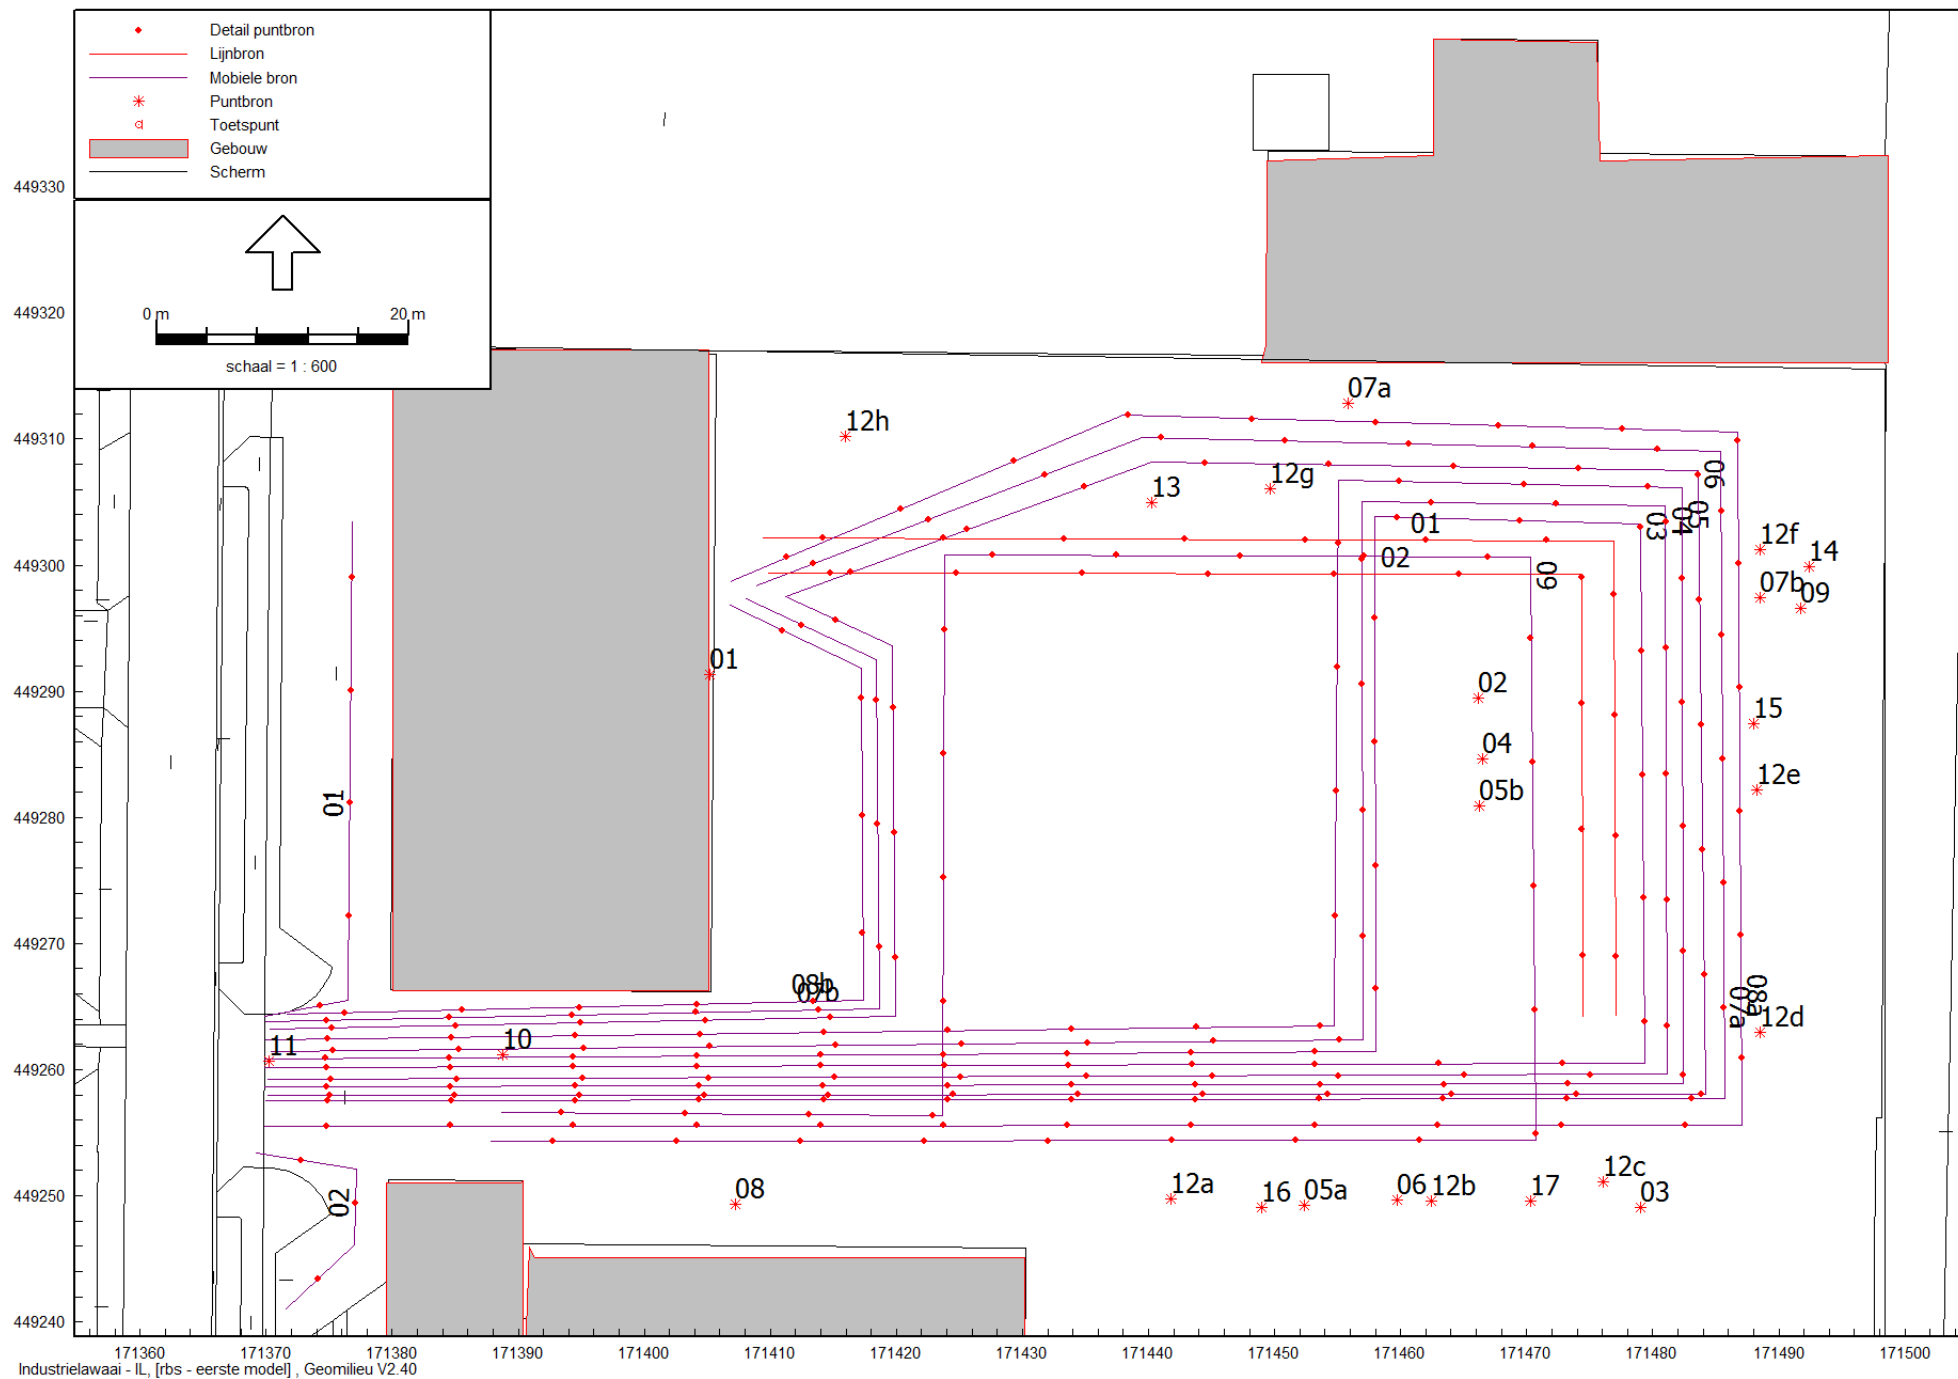 Detail puntbron
Lijnbron
Mobiele bron
Puntbron
Toetspunt
Gebouw
Scherm
449330
0 m 20 m
449320
schaal = 1 : 600
07a
449310
12h
12g
06
13
05
04
03
01
12f
14
449300
02
09
07b
09
01
02
449290
15
04
12e
05b
01
449280
449270
08b
07b
08a
07a
12d
10
11
449260
12c
08
12a
16
05a
06
12b
17
03
02
449250
449240
171360 171370 171380 171390 171400 171410 171420 171430 171440 171450 171460 171470 171480 171490 171500
Industrielawaai - IL, [rbs - eerste model] , Geomilieu V2.40